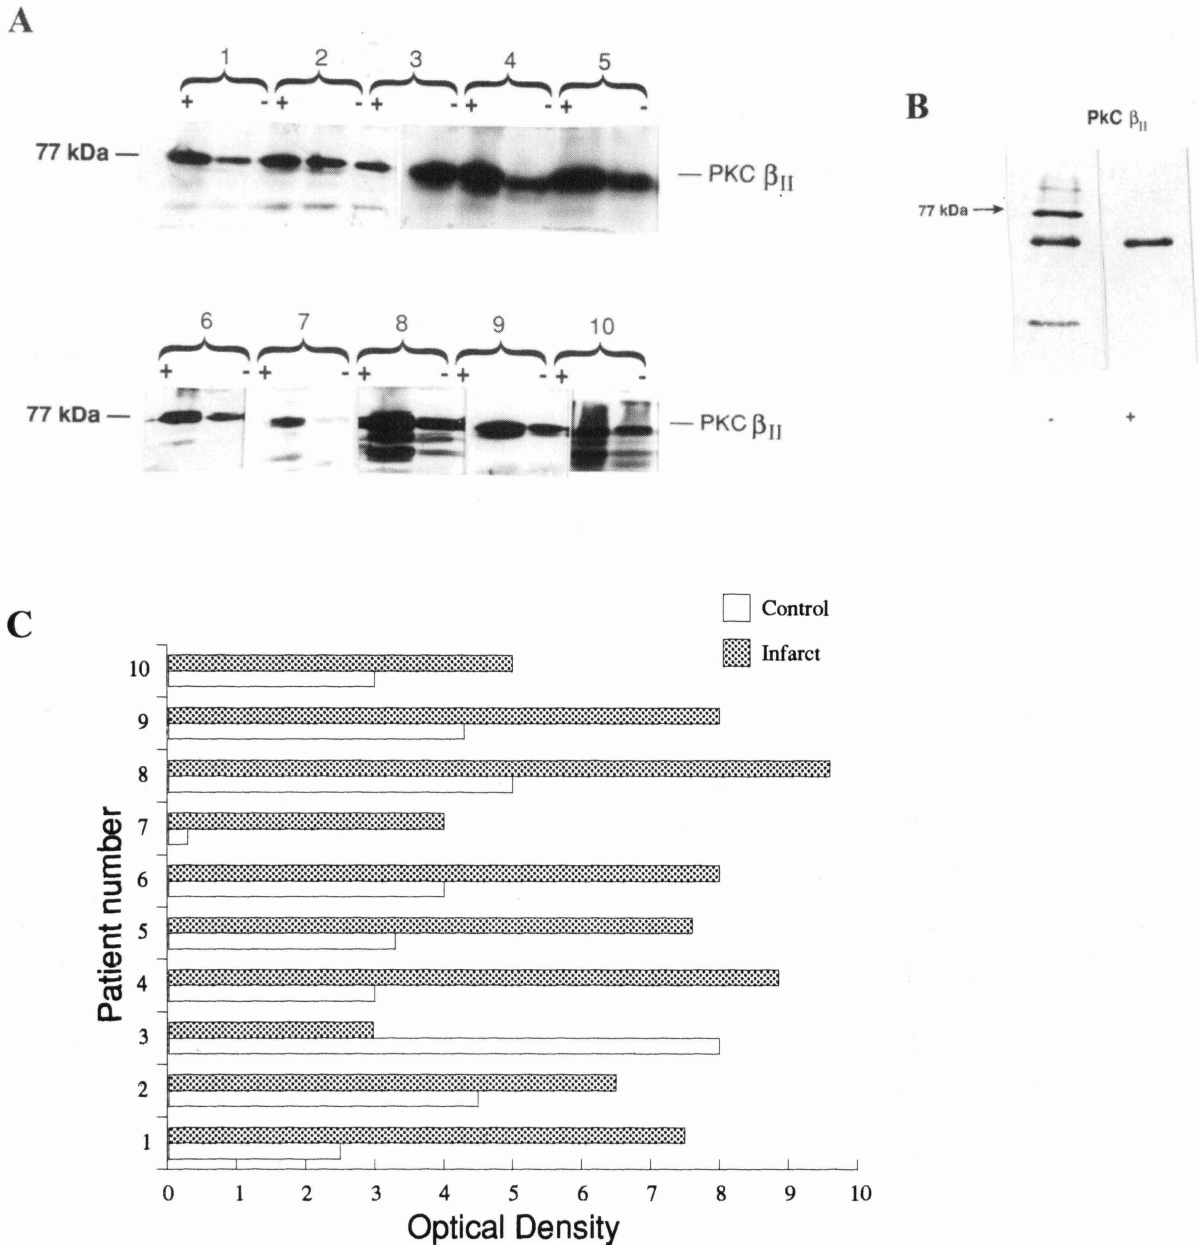 A
1 2 3 4 5
+ - + - + - + - + -
77 kDa — — PKC βII
6 7 8 9 10
+ - + - + - + - + -
77 kDa — — PKC βII
B
PkC βII
77 kDa →
- +
C
Control
Infarct
10
9
8
7
6
5
4
3
2
1
Patient number
0 1 2 3 4 5 6 7 8 9 10
Optical Density